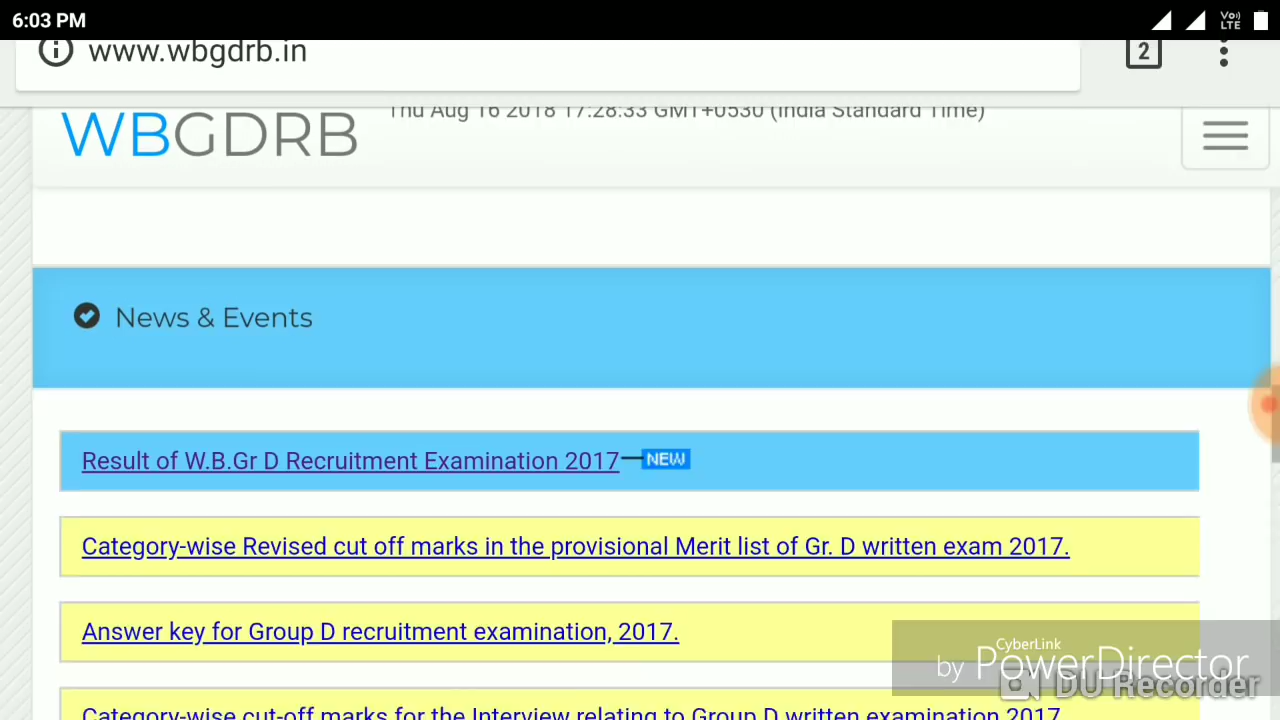 6:03 PM
Vo)
LTE
www.wbgdrb.in
2
WBGDRB
Thu Aug 16 2018 17:28:33 GMT+0530 (India Standard Time)
News & Events
Result of W.B.Gr D Recruitment Examination 2017
NEW
Category-wise Revised cut off marks in the provisional Merit list of Gr. D written exam 2017.
Answer key for Group D recruitment examination, 2017.
CyberLink
by PowerDirector
DU Recorder
Category-wise cut-off marks for the Interview relating to Group D written examination 2017